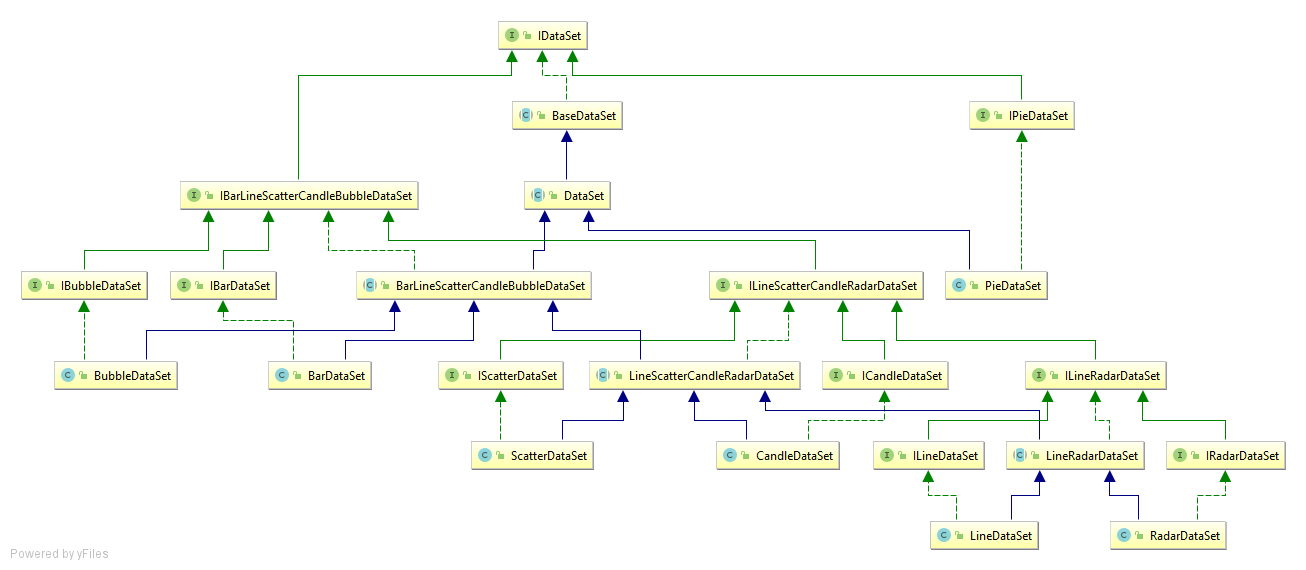 IDataSet
BaseDataSet
IPieDataSet
IBarLineScatterCandleBubbleDataSet
DataSet
IBubbleDataSet
IBarDataSet
BarLineScatterCandleBubbleDataSet
ILineScatterCandleRadarDataSet
PieDataSet
BubbleDataSet
BarDataSet
IScatterDataSet
LineScatterCandleRadarDataSet
ICandleDataSet
ILineRadarDataSet
ScatterDataSet
CandleDataSet
ILineDataSet
LineRadarDataSet
IRadarDataSet
LineDataSet
RadarDataSet
Powered by yFiles